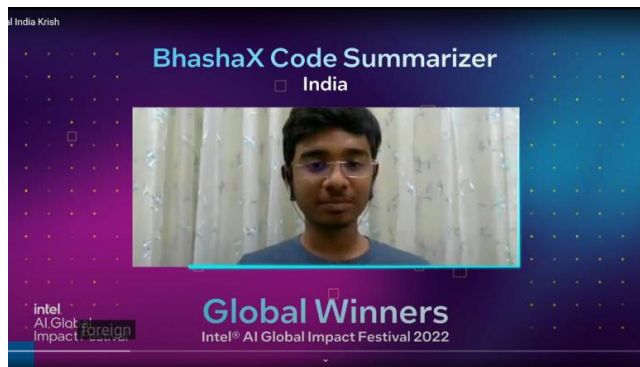 al India Krish
BhashaX Code Summarizer
India
Global Winners
Intel® AI Global Impact Festival 2022
intel
AI Global
Impact
foreign